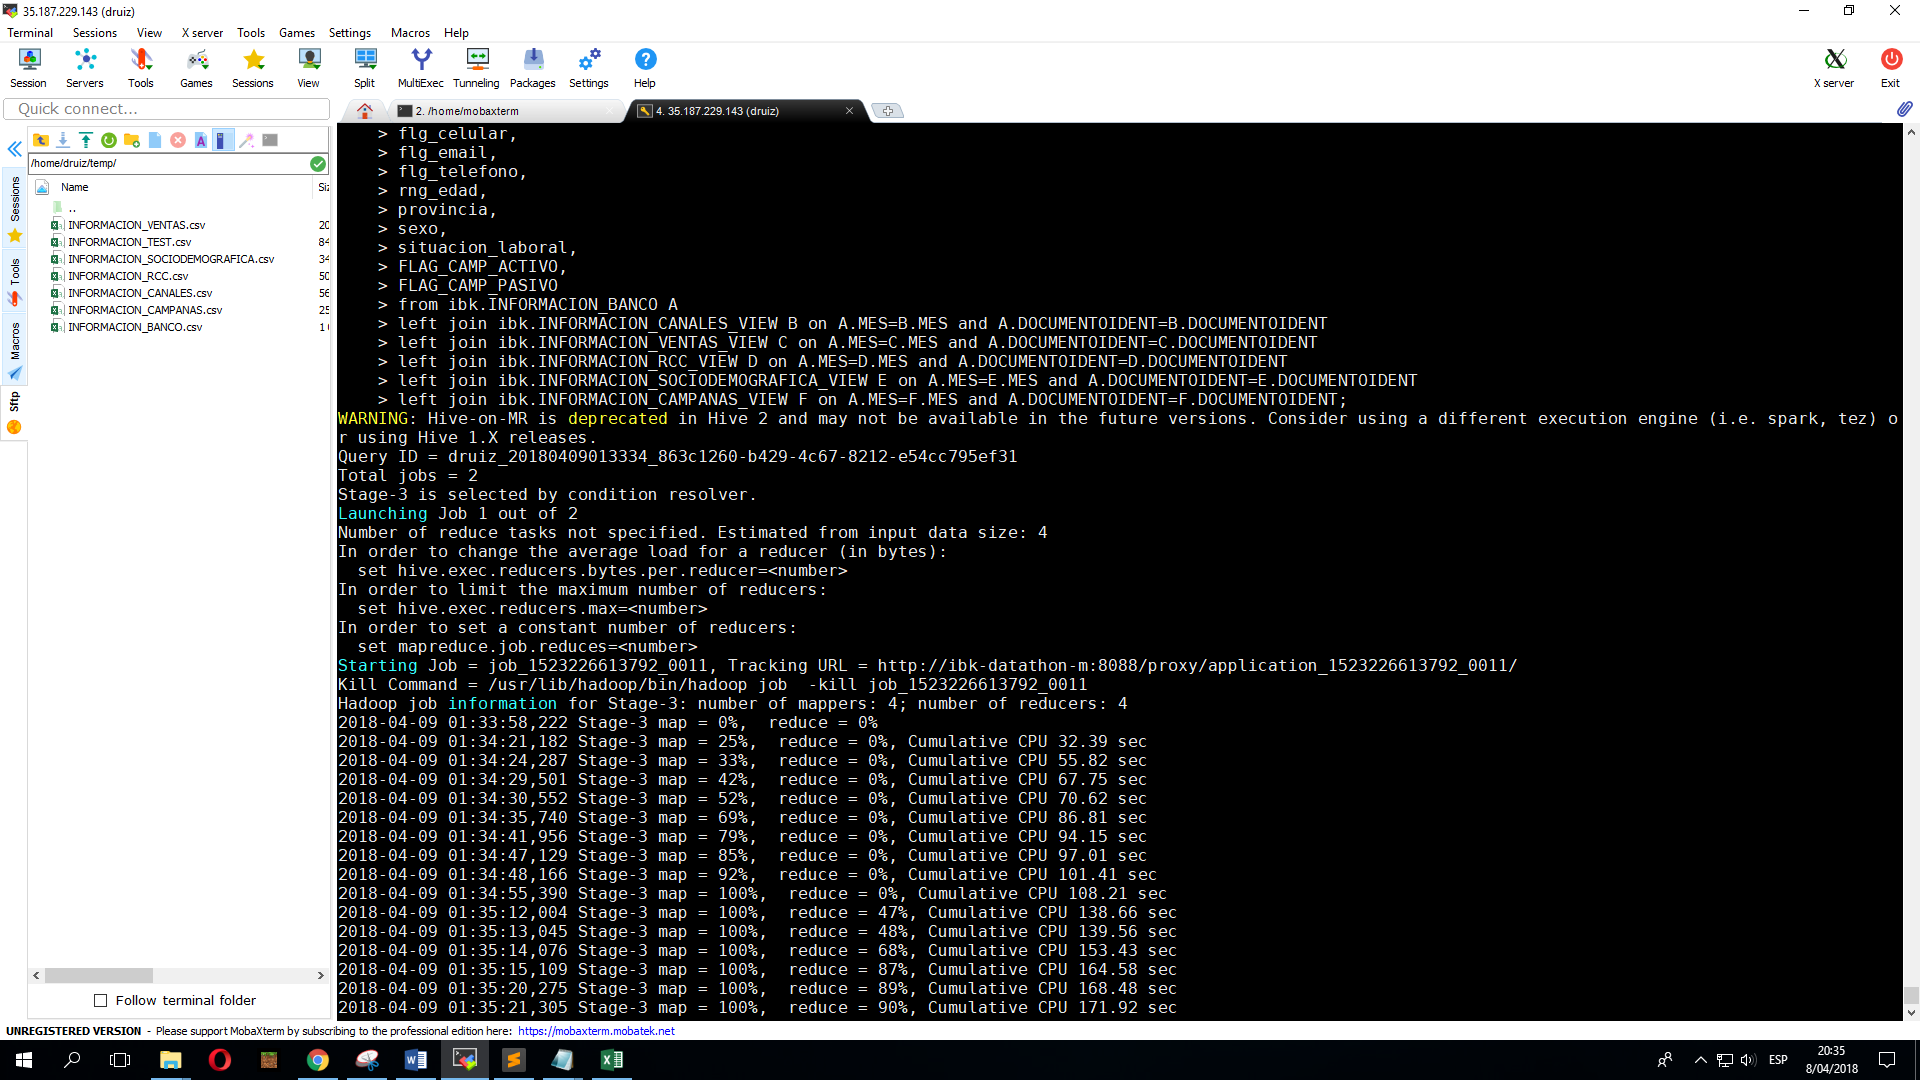 35.187.229.143 (druiz)
Terminal Sessions View X server Tools Games Settings Macros Help
Session Servers Tools Games Sessions View Split MultiExec Tunneling Packages Settings Help X server Exit
Quick connect...
2. /home/mobaxterm
4. 35.187.229.143 (druiz)
/home/druiz/temp/
Name
..
INFORMACION_VENTAS.csv 20
INFORMACION_TEST.csv 84
INFORMACION_SOCIODEMOGRAFICA.csv 34
INFORMACION_RCC.csv 50
INFORMACION_CANALES.csv 56
INFORMACION_CAMPANAS.csv 25
INFORMACION_BANCO.csv
Sessions
Tools
Macros
Sftp
Follow terminal folder
> flg_celular,
> flg_email,
> flg_telefono,
> rng_edad,
> provincia,
> sexo,
> situacion_laboral,
> FLAG_CAMP_ACTIVO,
> FLAG_CAMP_PASIVO
> from ibk.INFORMACION_BANCO A
> left join ibk.INFORMACION_CANALES_VIEW B on A.MES=B.MES and A.DOCUMENTOIDENT=B.DOCUMENTOIDENT
> left join ibk.INFORMACION_VENTAS_VIEW C on A.MES=C.MES and A.DOCUMENTOIDENT=C.DOCUMENTOIDENT
> left join ibk.INFORMACION_RCC_VIEW D on A.MES=D.MES and A.DOCUMENTOIDENT=D.DOCUMENTOIDENT
> left join ibk.INFORMACION_SOCIODEMOGRAFICA_VIEW E on A.MES=E.MES and A.DOCUMENTOIDENT=E.DOCUMENTOIDENT
> left join ibk.INFORMACION_CAMPANAS_VIEW F on A.MES=F.MES and A.DOCUMENTOIDENT=F.DOCUMENTOIDENT;
WARNING: Hive-on-MR is deprecated in Hive 2 and may not be available in the future versions. Consider using a different execution engine (i.e. spark, tez) o
r using Hive 1.X releases.
Query ID = druiz_20180409013334_863c1260-b429-4c67-8212-e54cc795ef31
Total jobs = 2
Stage-3 is selected by condition resolver.
Launching Job 1 out of 2
Number of reduce tasks not specified. Estimated from input data size: 4
In order to change the average load for a reducer (in bytes):
set hive.exec.reducers.bytes.per.reducer=<number>
In order to limit the maximum number of reducers:
set hive.exec.reducers.max=<number>
In order to set a constant number of reducers:
set mapreduce.job.reduces=<number>
Starting Job = job_1523226613792_0011, Tracking URL = http://ibk-datathon-m:8088/proxy/application_1523226613792_0011/
Kill Command = /usr/lib/hadoop/bin/hadoop job  -kill job_1523226613792_0011
Hadoop job information for Stage-3: number of mappers: 4; number of reducers: 4
2018-04-09 01:33:58,222 Stage-3 map = 0%,  reduce = 0%
2018-04-09 01:34:21,182 Stage-3 map = 25%,  reduce = 0%, Cumulative CPU 32.39 sec
2018-04-09 01:34:24,287 Stage-3 map = 33%,  reduce = 0%, Cumulative CPU 55.82 sec
2018-04-09 01:34:29,501 Stage-3 map = 42%,  reduce = 0%, Cumulative CPU 67.75 sec
2018-04-09 01:34:30,552 Stage-3 map = 52%,  reduce = 0%, Cumulative CPU 70.62 sec
2018-04-09 01:34:35,740 Stage-3 map = 69%,  reduce = 0%, Cumulative CPU 86.81 sec
2018-04-09 01:34:41,956 Stage-3 map = 79%,  reduce = 0%, Cumulative CPU 94.15 sec
2018-04-09 01:34:47,129 Stage-3 map = 85%,  reduce = 0%, Cumulative CPU 97.01 sec
2018-04-09 01:34:48,166 Stage-3 map = 92%,  reduce = 0%, Cumulative CPU 101.41 sec
2018-04-09 01:34:55,390 Stage-3 map = 100%,  reduce = 0%, Cumulative CPU 108.21 sec
2018-04-09 01:35:12,004 Stage-3 map = 100%,  reduce = 47%, Cumulative CPU 138.66 sec
2018-04-09 01:35:13,045 Stage-3 map = 100%,  reduce = 48%, Cumulative CPU 139.56 sec
2018-04-09 01:35:14,076 Stage-3 map = 100%,  reduce = 68%, Cumulative CPU 153.43 sec
2018-04-09 01:35:15,109 Stage-3 map = 100%,  reduce = 87%, Cumulative CPU 164.58 sec
2018-04-09 01:35:20,275 Stage-3 map = 100%,  reduce = 89%, Cumulative CPU 168.48 sec
2018-04-09 01:35:21,305 Stage-3 map = 100%,  reduce = 90%, Cumulative CPU 171.92 sec
UNREGISTERED VERSION - Please support MobaXterm by subscribing to the professional edition here: https://mobaxterm.mobatek.net
ESP
20:35
8/04/2018